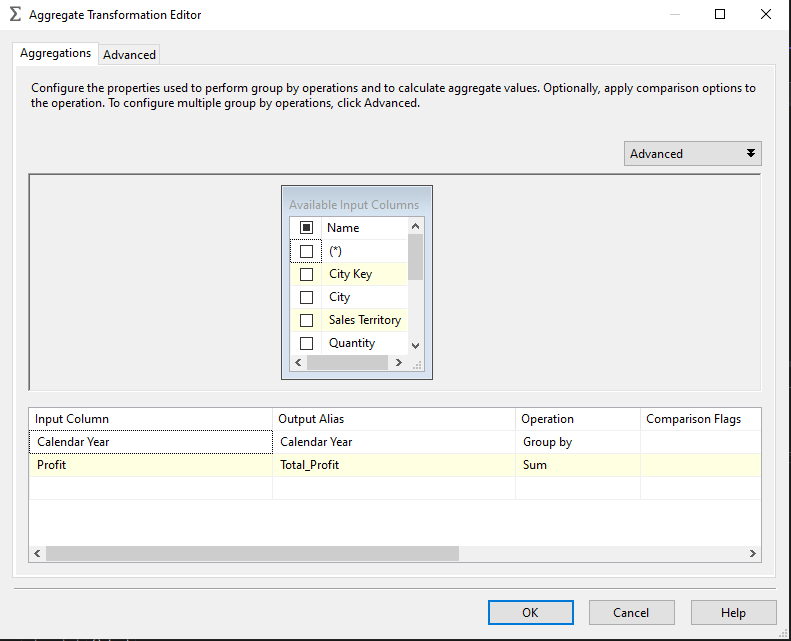 Aggregate Transformation Editor
Aggregations
Advanced
Configure the properties used to perform group by operations and to calculate aggregate values. Optionally, apply comparison options to
the operation. To configure multiple group by operations, click Advanced.
Advanced
Available Input Columns
Name
(*)
City Key
City
Sales Territory
Quantity
Input Column Output Alias Operation Comparison Flags
Calendar Year Calendar Year Group by
Profit Total_Profit Sum
OK Cancel Help